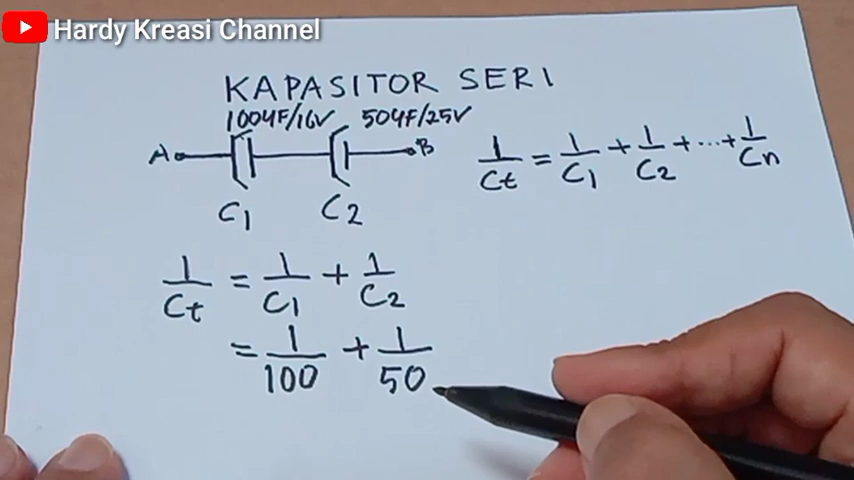 Hardy Kreasi Channel
KAPASITOR SERI
100µF/16V 50µF/25V
A B
C1 C2
1/Ct = 1/C1 + 1/C2 + ... + 1/Cn
1/Ct = 1/C1 + 1/C2
= 1/100 + 1/50